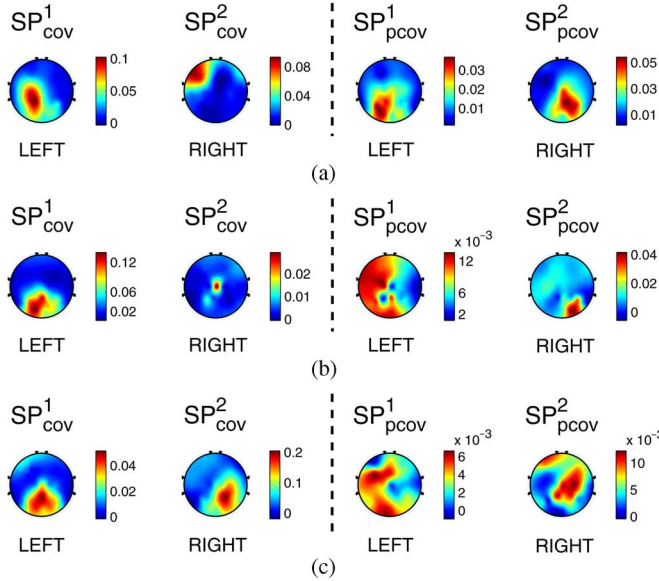 SP¹cov SP²cov SP¹pcov SP²pcov
0.1 0.05 0
0.08 0.04 0
0.03 0.02 0.01
0.05 0.03 0.01
LEFT RIGHT LEFT RIGHT
(a)
SP¹cov SP²cov SP¹pcov SP²pcov
0.12 0.06 0.02
0.02 0.01 0
x 10⁻³
12 6 2
0.04 0.02 0
LEFT RIGHT LEFT RIGHT
(b)
SP¹cov SP²cov SP¹pcov SP²pcov
0.04 0.02 0
0.2 0.1 0
x 10⁻³
6 4 2 0
x 10⁻³
10 5 0
LEFT RIGHT LEFT RIGHT
(c)